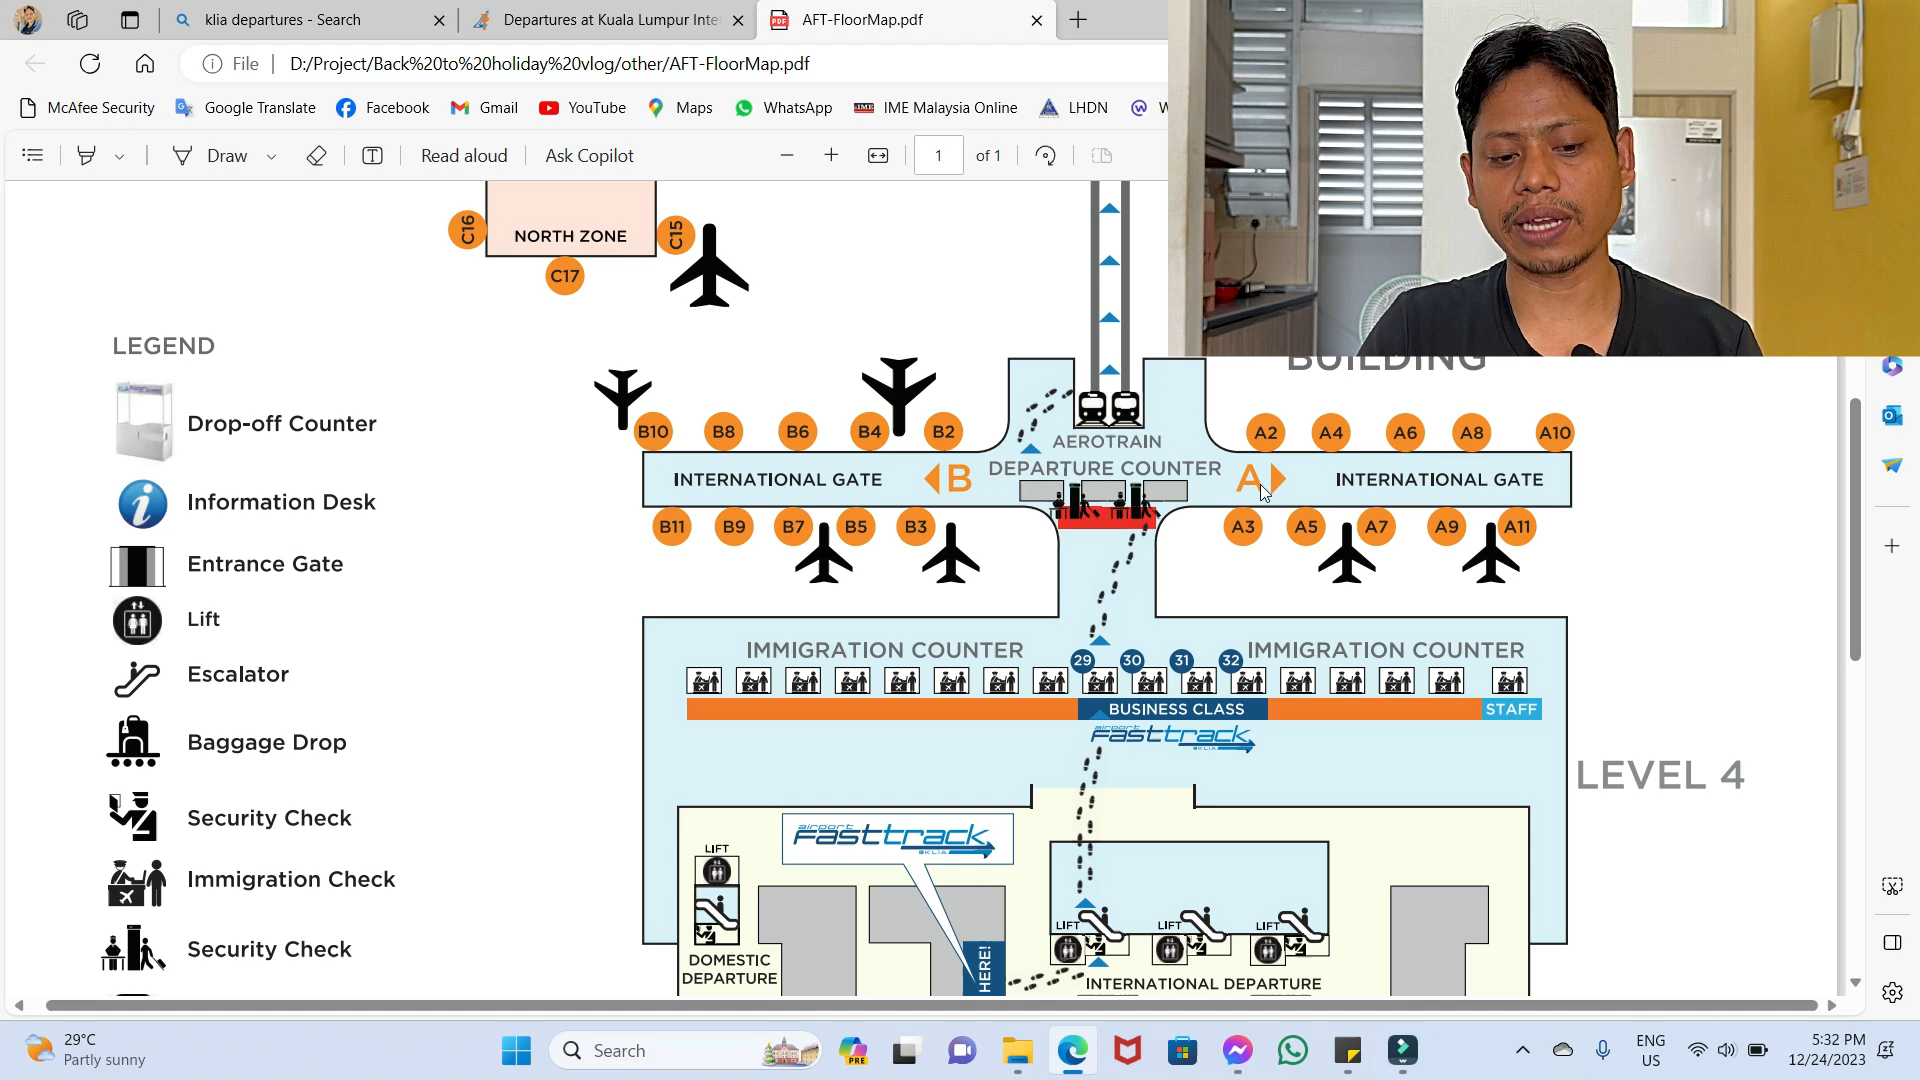 klia departures - Search
Departures at Kuala Lumpur Inte
AFT-FloorMap.pdf
File
D:/Project/Back%20to%20holiday%20vlog/other/AFT-FloorMap.pdf
McAfee Security
Google Translate
Facebook
Gmail
YouTube
Maps
WhatsApp
IME Malaysia Online
LHDN
W
Draw
Read aloud
Ask Copilot
1
of 1
C16
NORTH ZONE
C15
C17
BUILDING
LEGEND
Drop-off Counter
Information Desk
Entrance Gate
Lift
Escalator
Baggage Drop
Security Check
Immigration Check
Security Check
B10
B8
B6
B4
B2
AEROTRAIN
A2
A4
A6
A8
A10
INTERNATIONAL GATE
B
DEPARTURE COUNTER
A
INTERNATIONAL GATE
B11
B9
B7
B5
B3
A3
A5
A7
A9
A11
IMMIGRATION COUNTER
29
30
31
32
IMMIGRATION COUNTER
BUSINESS CLASS
STAFF
airport
Fasttrack
@KLIA
LEVEL 4
airport
Fasttrack
@KLIA
LIFT
LIFT
LIFT
LIFT
DOMESTIC
DEPARTURE
HERE!
INTERNATIONAL DEPARTURE
29°C
Partly sunny
Search
PRE
ENG
US
5:32 PM
12/24/2023